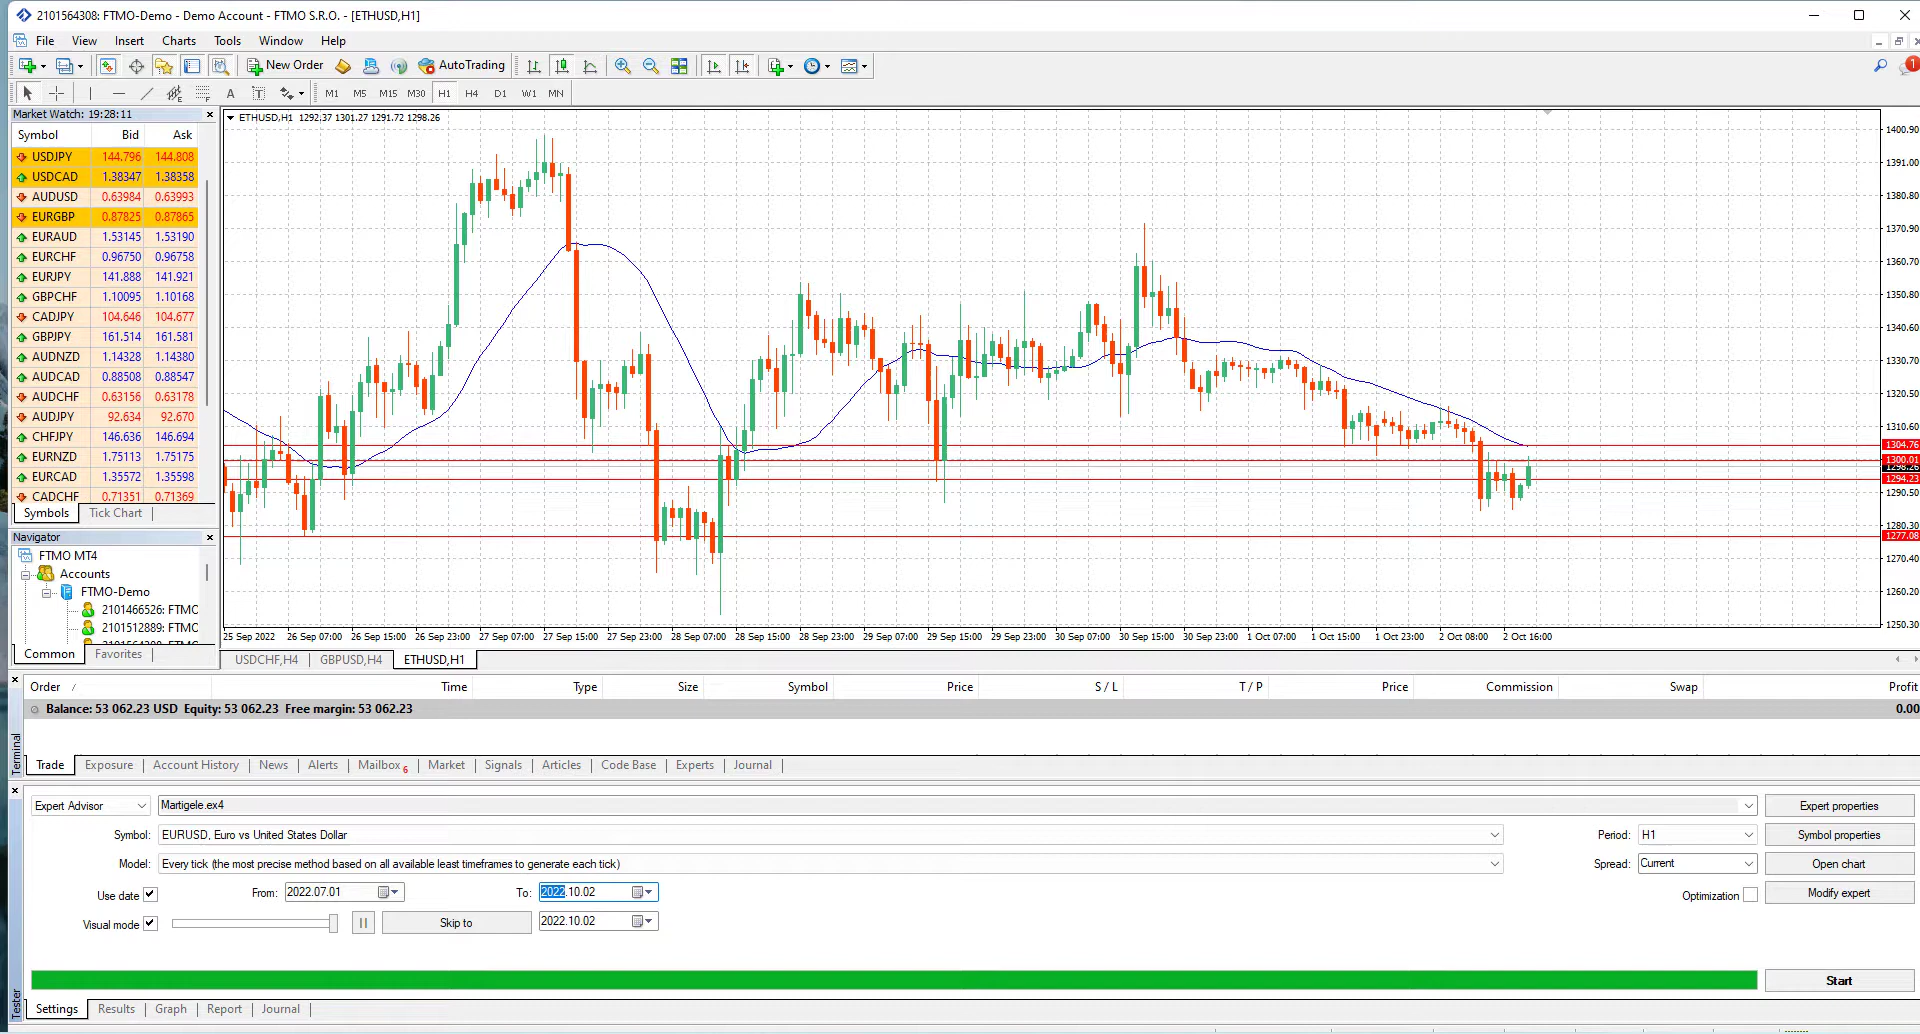 2101564308: FTMO-Demo - Demo Account - FTMO S.R.O. - [ETHUSD,H1]
File View Insert Charts Tools Window Help
New Order AutoTrading
1
A T M1 M5 M15 M30 H1 H4 D1 W1 MN
Market Watch: 19:28:11
Symbol Bid Ask
USDJPY 144.796 144.808
USDCAD 1.38347 1.38358
AUDUSD 0.63984 0.63993
EURGBP 0.87825 0.87865
EURAUD 1.53145 1.53190
EURCHF 0.96750 0.96758
EURJPY 141.888 141.921
GBPCHF 1.10095 1.10168
CADJPY 104.646 104.677
GBPJPY 161.514 161.581
AUDNZD 1.14328 1.14380
AUDCAD 0.88508 0.88547
AUDCHF 0.63156 0.63178
AUDJPY 92.634 92.670
CHFJPY 146.636 146.694
EURNZD 1.75113 1.75175
EURCAD 1.35572 1.35598
CADCHF 0.71351 0.71369
Symbols Tick Chart
Navigator
FTMO MT4
Accounts
FTMO-Demo
2101466526: FTMO
2101512889: FTMO
Common Favorites
ETHUSD,H1 1292.37 1301.27 1291.72 1298.26
1400.90
1391.00
1380.80
1370.90
1360.70
1350.80
1340.60
1330.70
1320.50
1310.60
1304.76
1300.01
1298.26
1294.23
1290.50
1280.30
1277.08
1270.40
1260.20
1250.30
25 Sep 2022 26 Sep 07:00 26 Sep 15:00 26 Sep 23:00 27 Sep 07:00 27 Sep 15:00 27 Sep 23:00 28 Sep 07:00 28 Sep 15:00 28 Sep 23:00 29 Sep 07:00 29 Sep 15:00 29 Sep 23:00 30 Sep 07:00 30 Sep 15:00 30 Sep 23:00 1 Oct 07:00 1 Oct 15:00 1 Oct 23:00 2 Oct 08:00 2 Oct 16:00
USDCHF,H4 GBPUSD,H4 ETHUSD,H1
Order / Time Type Size Symbol Price S / L T / P Price Commission Swap Profit
Balance: 53 062.23 USD Equity: 53 062.23 Free margin: 53 062.23 0.00
Terminal
Trade Exposure Account History News Alerts Mailbox 6 Market Signals Articles Code Base Experts Journal
Expert Advisor Martigele.ex4 Expert properties
Symbol: EURUSD, Euro vs United States Dollar Period: H1 Symbol properties
Model: Every tick (the most precise method based on all available least timeframes to generate each tick) Spread: Current Open chart
Use date From: 2022.07.01 To: 2022.10.02 Optimization Modify expert
Visual mode Skip to 2022.10.02
Start
Tester
Settings Results Graph Report Journal